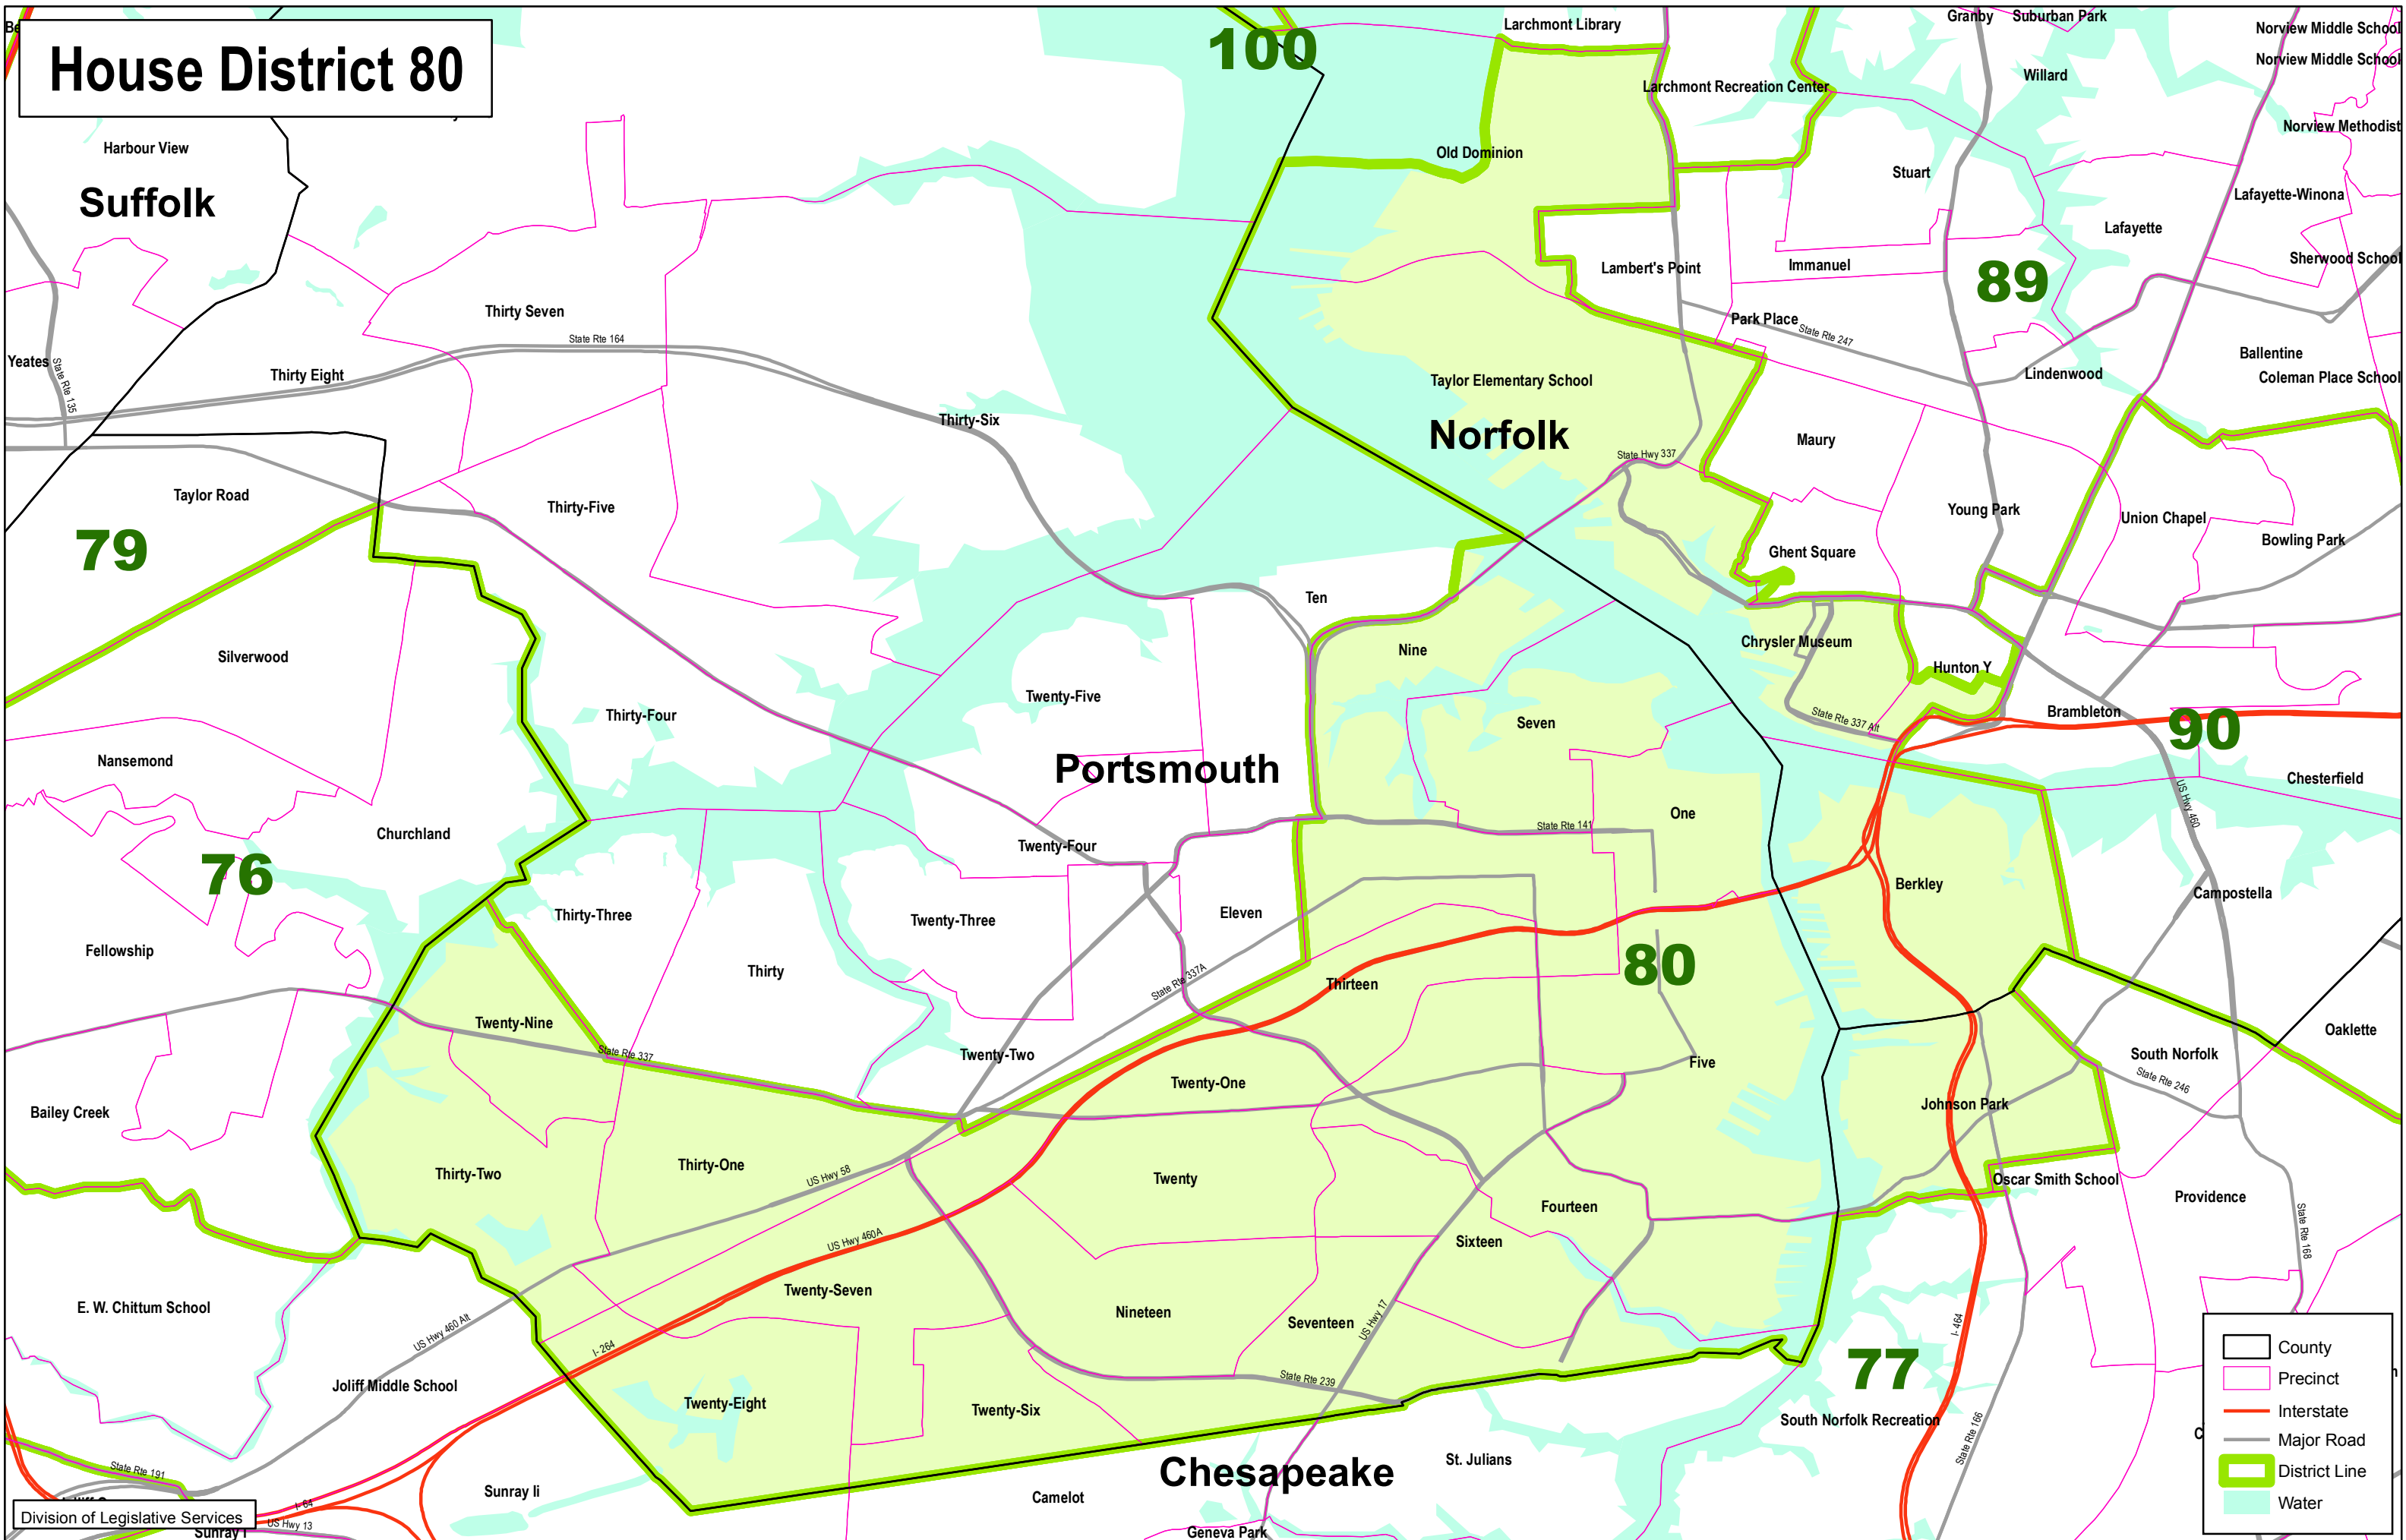 House District 80
100
Larchmont Library
Granby
Suburban Park
Norview Middle School
Norview Middle School
Willard
Larchmont Recreation Center
Norview Methodist
Harbour View
Suffolk
Old Dominion
Stuart
Lafayette-Winona
Lafayette
Sherwood School
Lambert's Point
Immanuel
89
Thirty Seven
State Rte 164
Park Place
State Rte 247
Yeates
State Rte 135
Thirty Eight
Ballentine
Lindenwood
Coleman Place School
Taylor Elementary School
Thirty-Six
Norfolk
Maury
State Hwy 337
Taylor Road
Thirty-Five
Young Park
Union Chapel
Bowling Park
79
Ghent Square
Ten
Nine
Chrysler Museum
Hunton Y
Silverwood
Thirty-Four
Twenty-Five
Seven
State Rte 337 Alt
Brambleton
90
Nansemond
Portsmouth
Chesterfield
US Hwy 460
One
State Rte 141
Churchland
Twenty-Four
76
Berkley
Campostella
Thirty-Three
Twenty-Three
Eleven
Fellowship
Thirty
State Rte 337A
Thirteen
80
Twenty-Nine
State Rte 337
Twenty-Two
Five
Oaklette
South Norfolk
State Rte 246
Twenty-One
Bailey Creek
Johnson Park
Thirty-Two
Thirty-One
US Hwy 58
Twenty
Oscar Smith School
Providence
Fourteen
State Rte 168
US Hwy 460A
Sixteen
Twenty-Seven
E. W. Chittum School
Nineteen
Seventeen
US Hwy 17
US Hwy 460 Alt
I- 264
I- 464
77
State Rte 239
Joliff Middle School
Twenty-Eight
Twenty-Six
South Norfolk Recreation
State Rte 166
St. Julians
Chesapeake
State Rte 191
Sunray Ii
Camelot
I- 64
US Hwy 13
Sunray I
Geneva Park
Division of Legislative Services
County
Precinct
Interstate
Major Road
District Line
Water